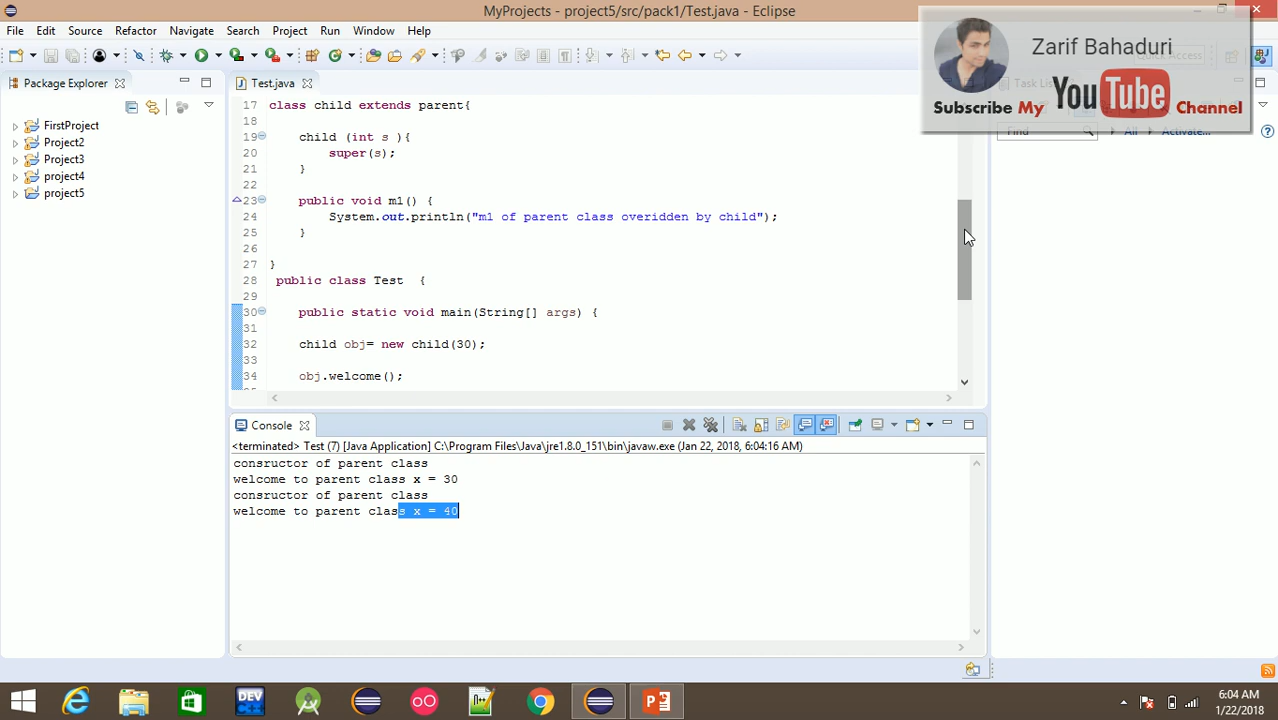 MyProjects - project5/src/pack1/Test.java - Eclipse
File Edit Source Refactor Navigate Search Project Run Window Help
Zarif Bahaduri
Subscribe My YouTube Channel
Quick Access
Package Explorer
Test.java
Task List
Find All Activate...
FirstProject
Project2
Project3
project4
project5
17 class child extends parent{
18
19 child (int s ){
20 super(s);
21 }
22
23 public void m1() {
24 System.out.println("m1 of parent class overidden by child");
25 }
26
27 }
28 public class Test {
29
30 public static void main(String[] args) {
31
32 child obj= new child(30);
33
34 obj.welcome();
Console
<terminated> Test (7) [Java Application] C:\Program Files\Java\jre1.8.0_151\bin\javaw.exe (Jan 22, 2018, 6:04:16 AM)
consructor of parent class
welcome to parent class x = 30
consructor of parent class
welcome to parent class x = 40
DEV
6:04 AM
1/22/2018